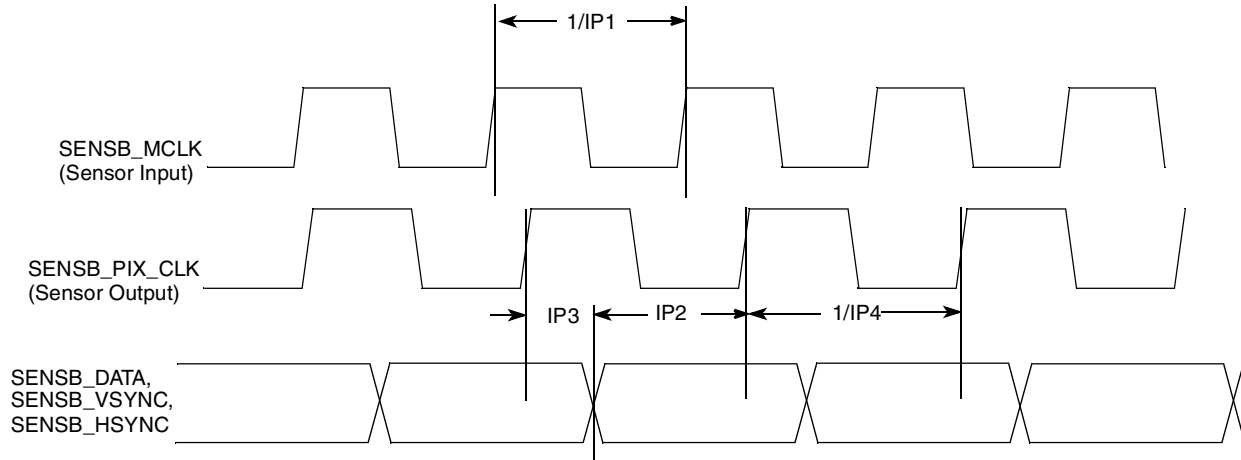 1/IP1
SENSB_MCLK
(Sensor Input)
SENSB_PIX_CLK
(Sensor Output)
IP3
IP2
1/IP4
SENSB_DATA,
SENSB_VSYNC,
SENSB_HSYNC